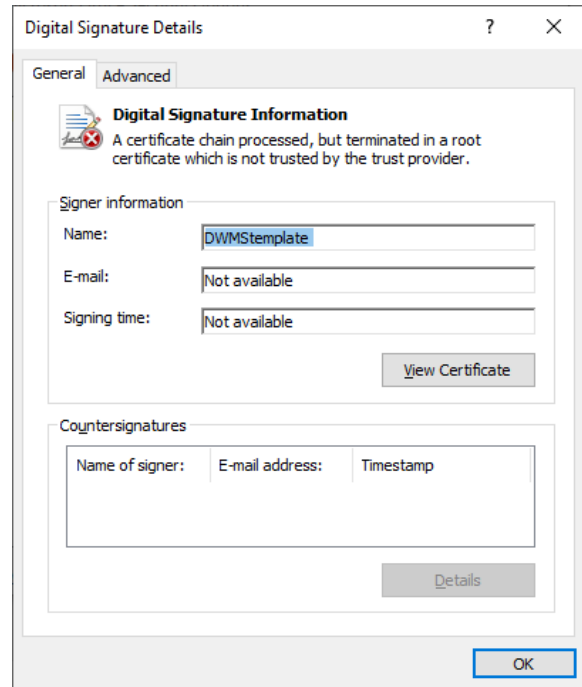 Digital Signature Details
General
Advanced
Digital Signature Information
A certificate chain processed, but terminated in a root
certificate which is not trusted by the trust provider.
Signer information
Name:
DWMStemplate
E-mail:
Not available
Signing time:
Not available
View Certificate
Countersignatures
Name of signer:
E-mail address:
Timestamp
Details
OK